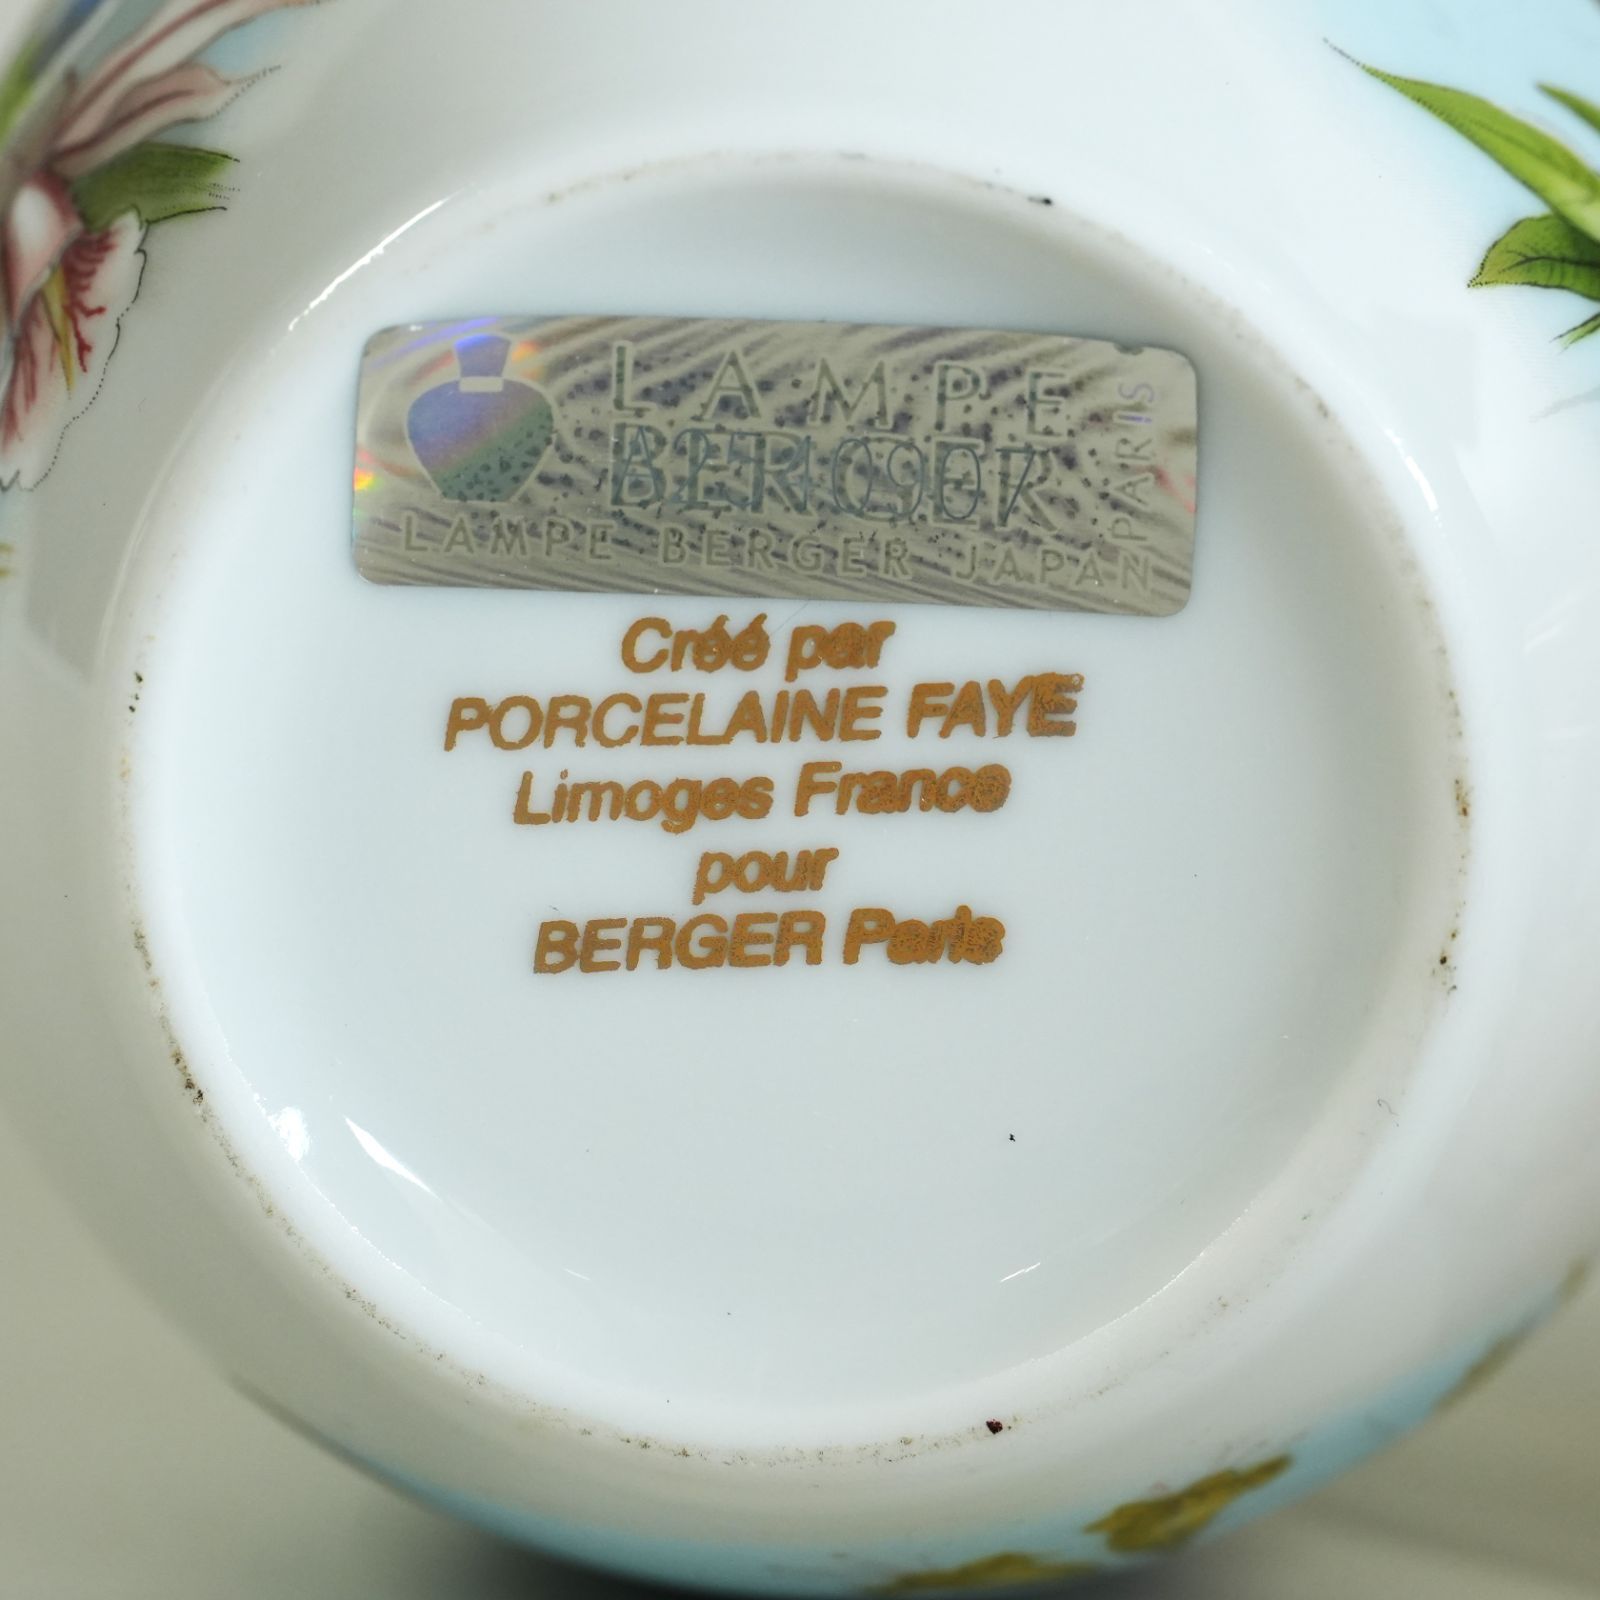 LAMPE
BERGER
PARIS
LAMPE BERGER JAPAN
Créé par
PORCELAINE FAYE
Limoges France
pour
BERGER Paris